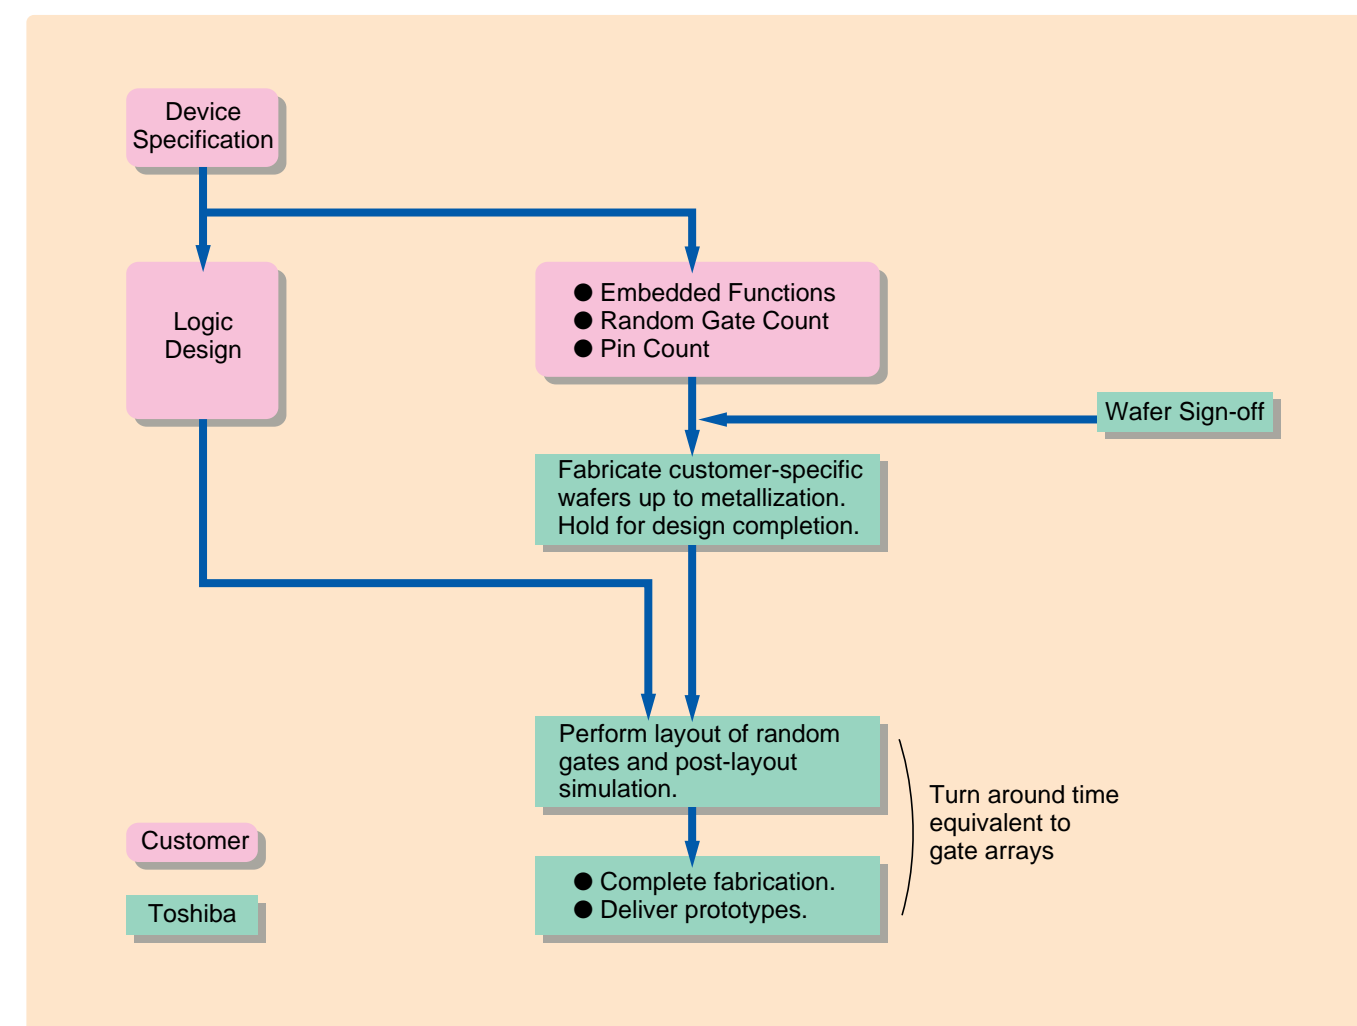 Device
Specification
Logic
Design
● Embedded Functions
● Random Gate Count
● Pin Count
Wafer Sign-off
Fabricate customer-specific
wafers up to metallization.
Hold for design completion.
Perform layout of random
gates and post-layout
simulation.
Turn around time
equivalent to
gate arrays
● Complete fabrication.
● Deliver prototypes.
Customer
Toshiba